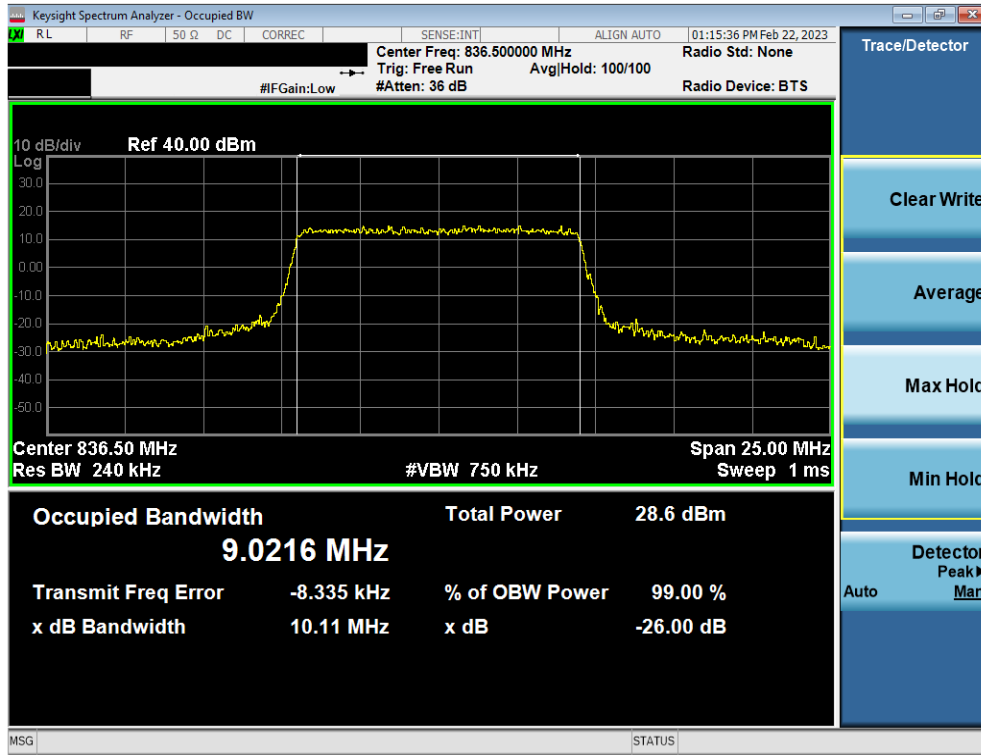 Keysight Spectrum Analyzer - Occupied BW
LXI RL RF 50 Ω DC CORREC SENSE:INT ALIGN AUTO 01:15:36 PM Feb 22, 2023
Center Freq: 836.500000 MHz Radio Std: None
Trig: Free Run Avg|Hold: 100/100
#IFGain:Low #Atten: 36 dB Radio Device: BTS
10 dB/div Ref 40.00 dBm
Log
30.0
20.0
10.0
0.00
-10.0
-20.0
-30.0
-40.0
-50.0
Center 836.50 MHz Span 25.00 MHz
Res BW 240 kHz #VBW 750 kHz Sweep 1 ms
Occupied Bandwidth Total Power 28.6 dBm
9.0216 MHz
Transmit Freq Error -8.335 kHz % of OBW Power 99.00 %
x dB Bandwidth 10.11 MHz x dB -26.00 dB
MSG STATUS
Trace/Detector
Clear Write
Average
Max Hold
Min Hold
Detector
Peak
Auto Man